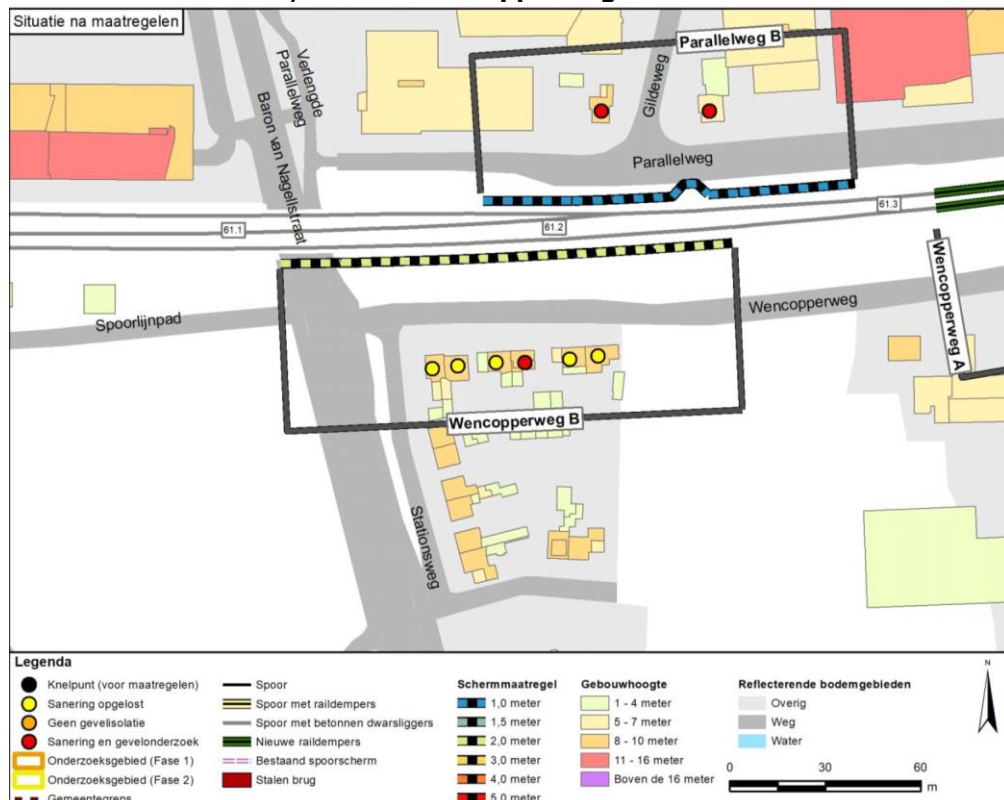 Situatie na maatregelen
Parallelweg B
Verlengde
Parallelweg
Baron van Nagellstraat
Gildeweg
Parallelweg
61.1
61.2
61.3
Wencopperweg
Wencopperweg A
Spoorlijnpad
Wencopperweg B
Stationsweg
Legenda
Knelpunt (voor maatregelen)
Sanering opgelost
Geen gevelisolatie
Sanering en gevelonderzoek
Onderzoeksgebied (Fase 1)
Onderzoeksgebied (Fase 2)
Gemeentegrens
Spoor
Spoor met raildempers
Spoor met betonnen dwarsliggers
Nieuwe raildempers
Bestaand spoorscherm
Stalen brug
Schermmaatregel
1,0 meter
1,5 meter
2,0 meter
3,0 meter
4,0 meter
5,0 meter
Gebouwhoogte
1 - 4 meter
5 - 7 meter
8 - 10 meter
11 - 16 meter
Boven de 16 meter
Reflecterende bodemgebieden
Overig
Weg
Water
N
0 30 60
m